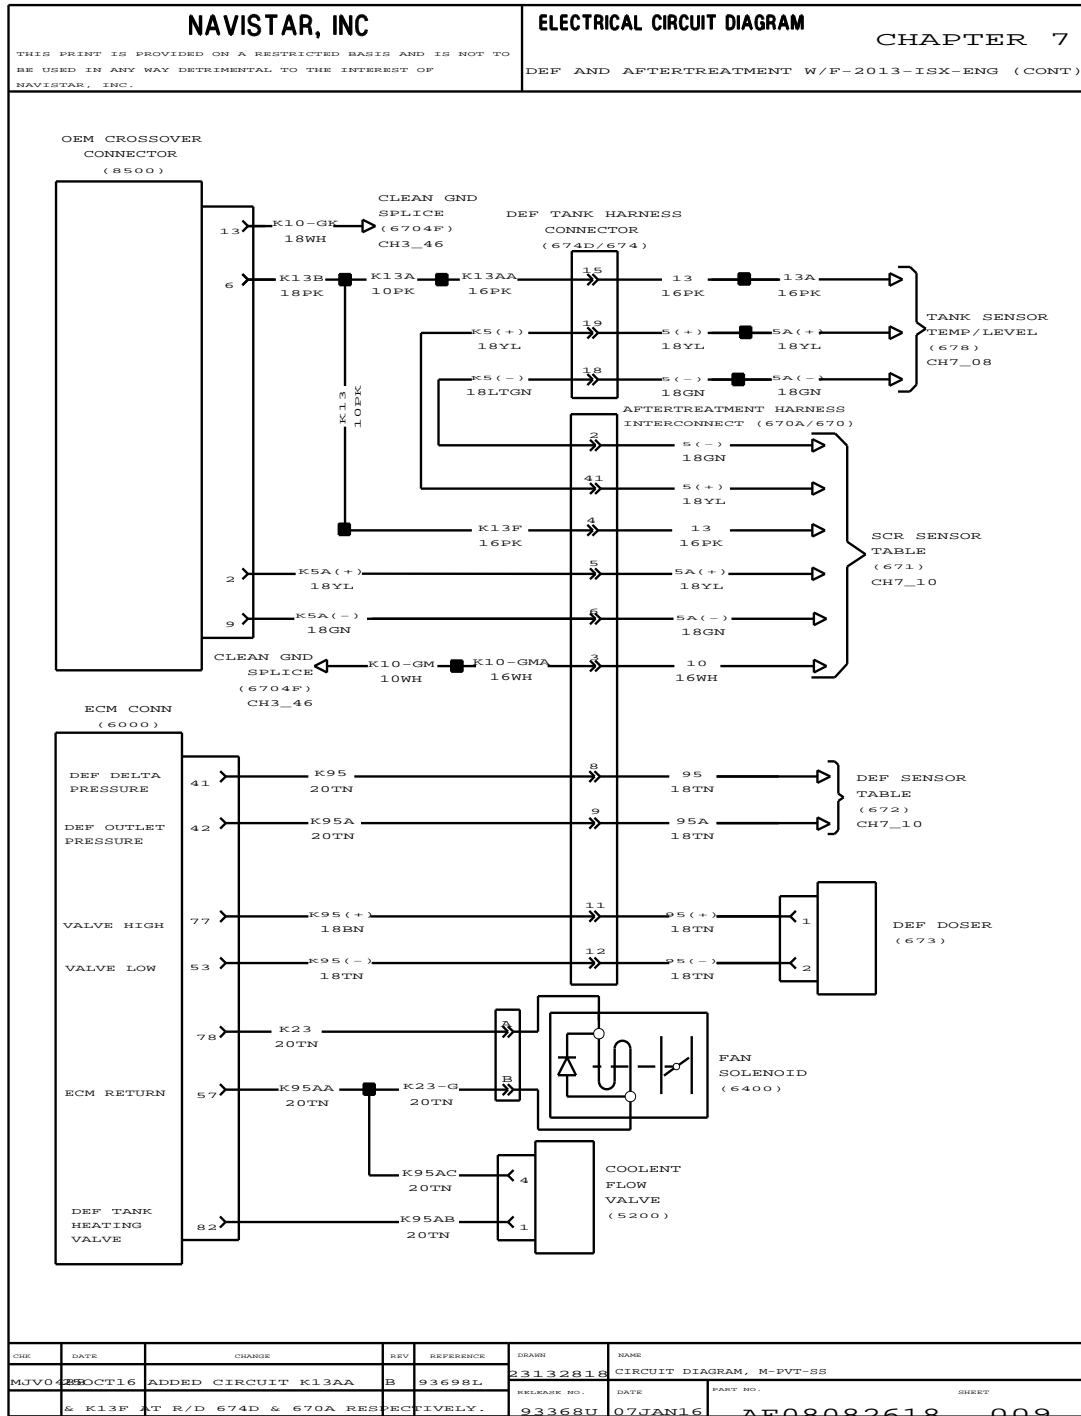 NAVISTAR, INC
THIS PRINT IS PROVIDED ON A RESTRICTED BASIS AND IS NOT TO
BE USED IN ANY WAY DETRIMENTAL TO THE INTEREST OF
NAVISTAR, INC.
ELECTRICAL CIRCUIT DIAGRAM
CHAPTER 7
DEF AND AFTERTREATMENT W/F-2013-ISX-ENG (CONT)
OEM CROSSOVER
CONNECTOR
(8500)
13
K10-GK
18WH
CLEAN GND
SPLICE
(6704F)
CH3_46
DEF TANK HARNESS
CONNECTOR
(674D/674)
6
K13B
18PK
K13A
10PK
K13AA
16PK
15
13
16PK
13A
16PK
K5(+)
18YL
19
5(+)
18YL
5A(+)
18YL
TANK SENSOR
TEMP/LEVEL
(678)
CH7_08
K5(-)
18LTGN
18
5(-)
18GN
5A(-)
18GN
K13
10PK
AFTERTREATMENT HARNESS
INTERCONNECT (670A/670)
2
5(-)
18GN
41
5(+)
18YL
K13F
16PK
4
13
16PK
SCR SENSOR
TABLE
(671)
CH7_10
2
K5A(+)
18YL
5
5A(+)
18YL
9
K5A(-)
18GN
6
5A(-)
18GN
CLEAN GND
SPLICE
(6704F)
CH3_46
K10-GM
10WH
K10-GMA
16WH
3
10
16WH
ECM CONN
(6000)
DEF DELTA
PRESSURE
41
K95
20TN
8
95
18TN
DEF SENSOR
TABLE
(672)
CH7_10
DEF OUTLET
PRESSURE
42
K95A
20TN
9
95A
18TN
VALVE HIGH
77
K95(+)
18BN
11
95(+)
18TN
1
DEF DOSER
(673)
VALVE LOW
53
K95(-)
18TN
12
95(-)
18TN
2
78
K23
20TN
A
FAN
SOLENOID
(6400)
ECM RETURN
57
K95AA
20TN
K23-G
20TN
B
K95AC
20TN
4
COOLENT
FLOW
VALVE
(5200)
DEF TANK
HEATING
VALVE
82
K95AB
20TN
1
CHK
DATE
CHANGE
REV
REFERENCE
DRAWN
NAME
ADDED CIRCUIT K13AA
B
93698L
23132818
CIRCUIT DIAGRAM, M-PVT-SS
& K13F AT R/D 674D & 670A RESPECTIVELY.
RELEASE NO.
DATE
PART NO.
SHEET
93368U
07JAN16
AF08082618
009